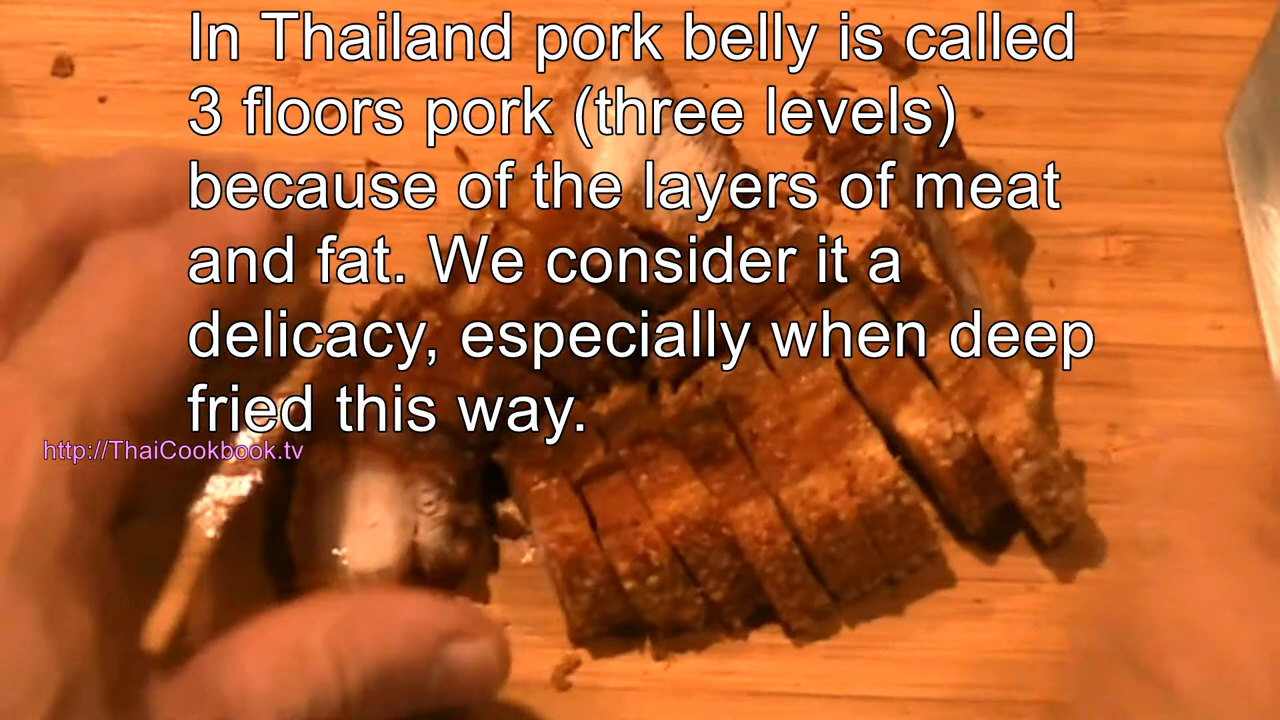 In Thailand pork belly is called
3 floors pork (three levels)
because of the layers of meat
and fat. We consider it a
delicacy, especially when deep
fried this way.
http://ThaiCookbook.tv